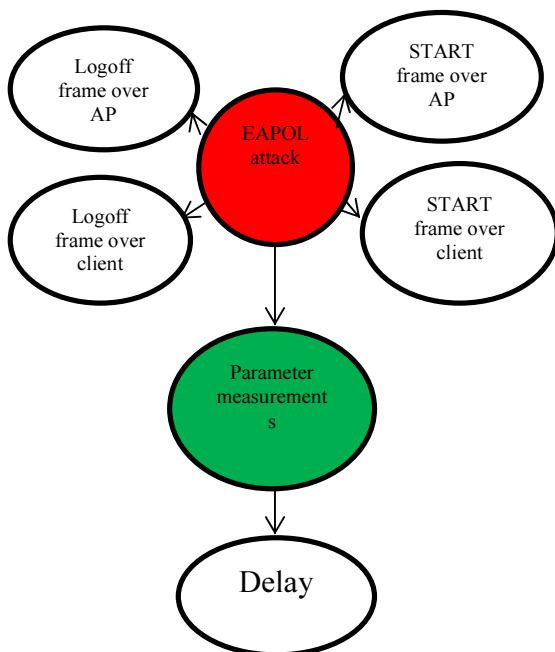 Logoff
frame over
AP
START
frame over
AP
EAPOL
attack
Logoff
frame over
client
START
frame over
client
Parameter
measurement
s
Delay